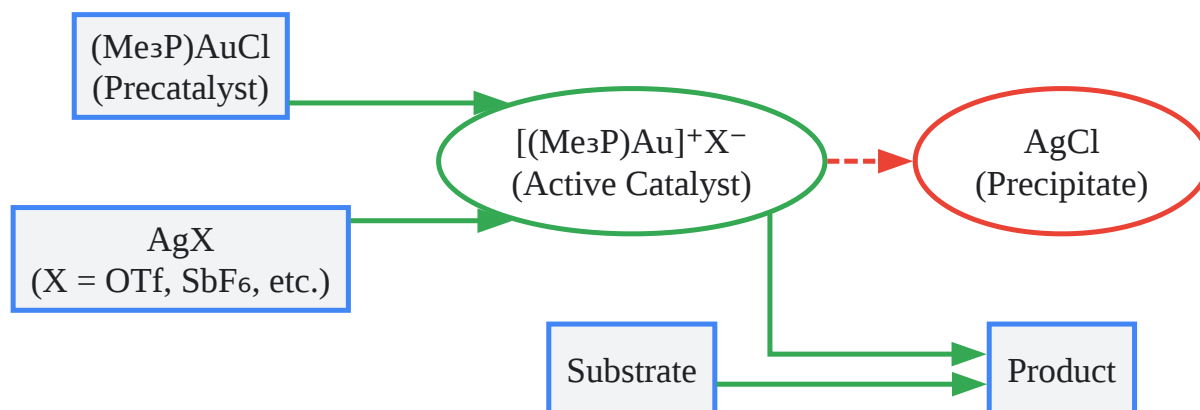 (Me₃P)AuCl
(Precatalyst)
[(Me₃P)Au]⁺X⁻
(Active Catalyst)
AgCl
(Precipitate)
AgX
(X = OTf, SbF₆, etc.)
Substrate
Product